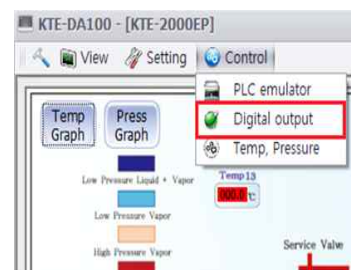 KTE-DA100 - [KTE-2000EP]
View Setting Control
PLC emulator
Digital output
Temp, Pressure
Temp Graph
Press Graph
Low Pressure Liquid + Vapor
Temp13
000.0 ℃
Low Pressure Vapor
High Pressure Vapor
Service Valve